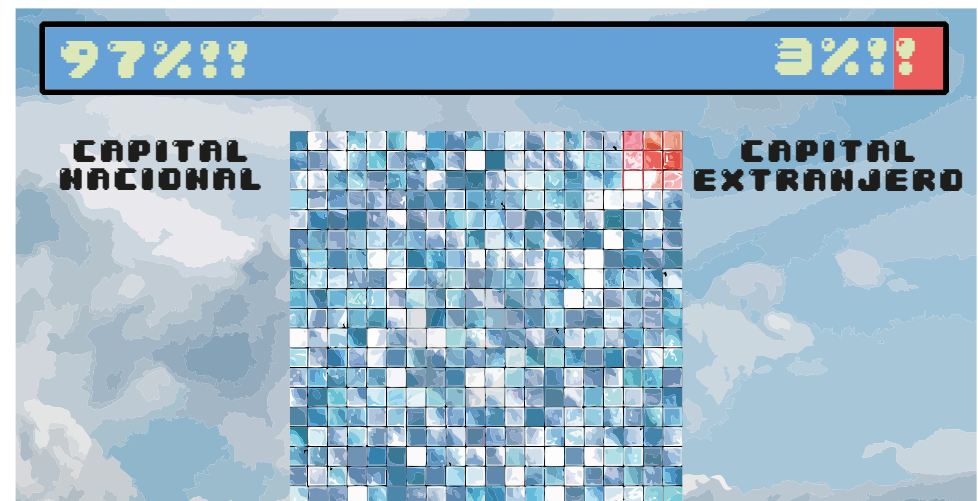 97%!! 3%!!
CAPITAL
NACIONAL
CAPITAL
EXTRANJERO